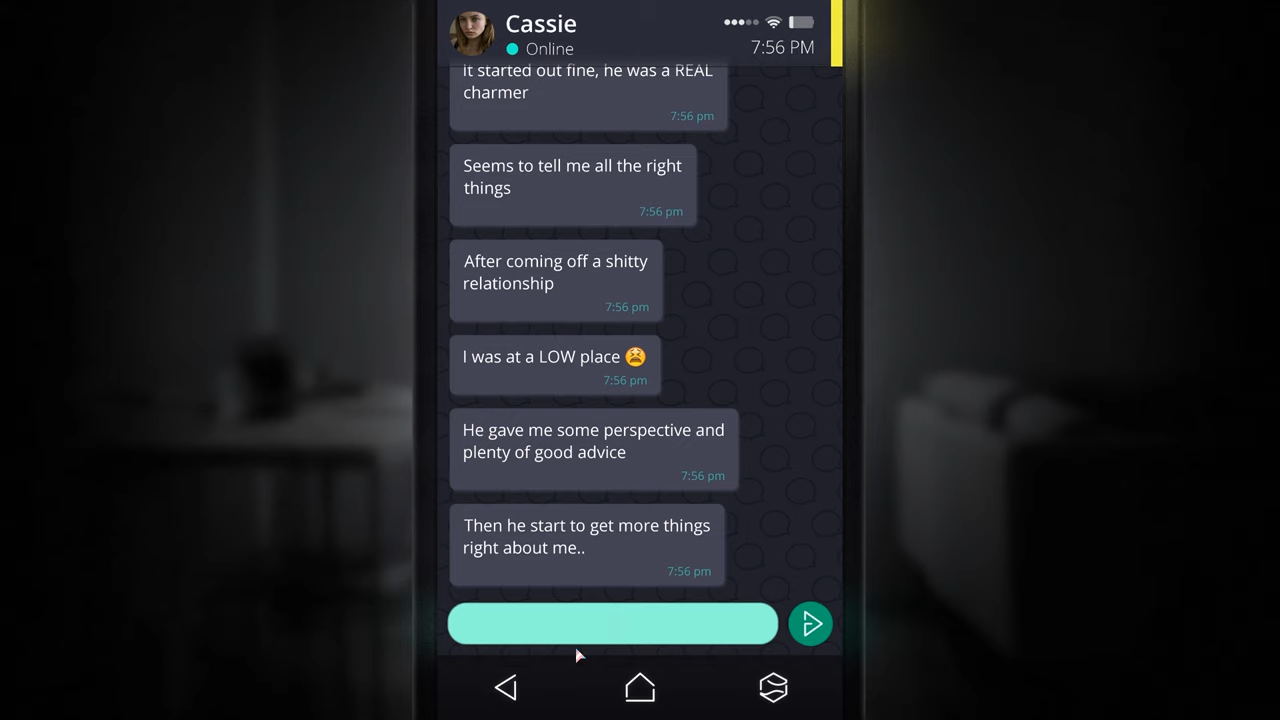 Cassie
Online
7:56 PM
it started out fine, he was a REAL
charmer
7:56 pm
Seems to tell me all the right
things
7:56 pm
After coming off a shitty
relationship
7:56 pm
I was at a LOW place 😫
7:56 pm
He gave me some perspective and
plenty of good advice
7:56 pm
Then he start to get more things
right about me..
7:56 pm